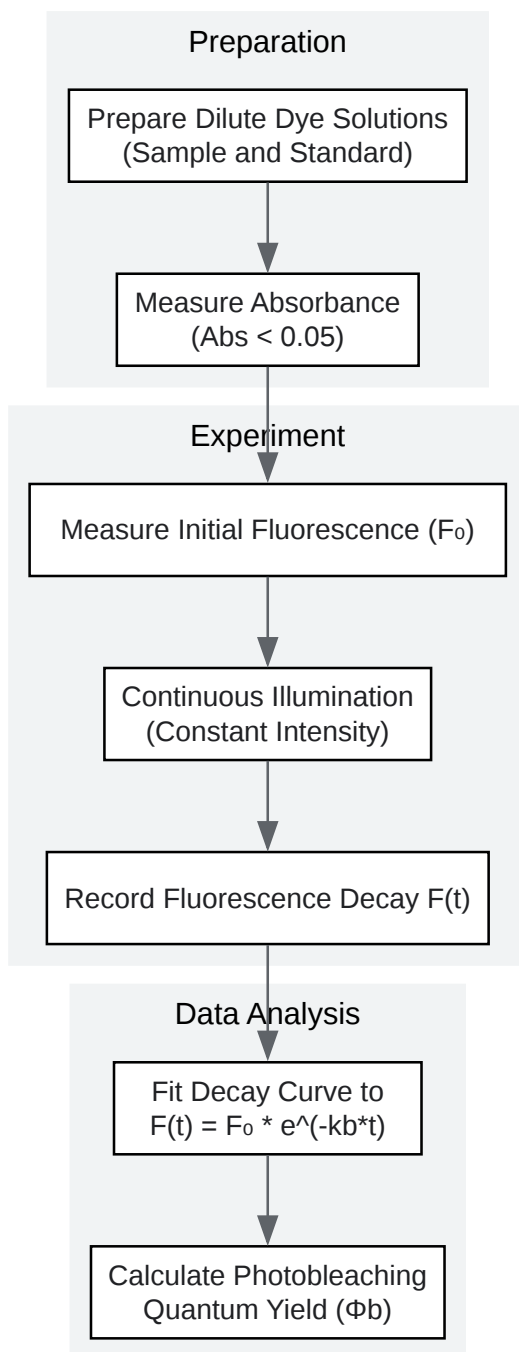 Preparation
Prepare Dilute Dye Solutions
(Sample and Standard)
Measure Absorbance
(Abs < 0.05)
Experiment
Measure Initial Fluorescence (F₀)
Continuous Illumination
(Constant Intensity)
Record Fluorescence Decay F(t)
Data Analysis
Fit Decay Curve to
F(t) = F₀ * e^(-kb*t)
Calculate Photobleaching
Quantum Yield (Φb)